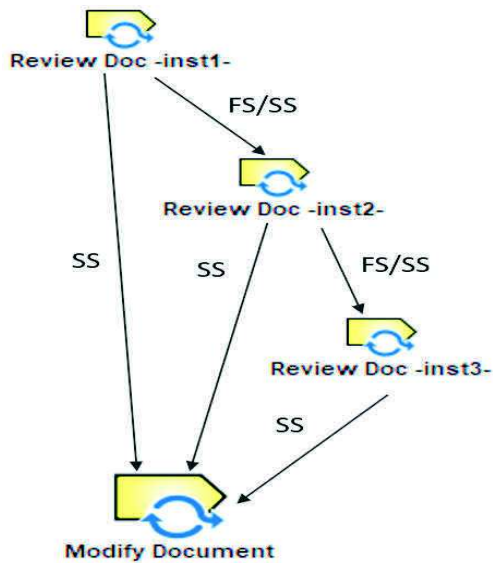 Review Doc -inst1-
FS/SS
Review Doc -inst2-
SS
SS
FS/SS
Review Doc -inst3-
SS
Modify Document